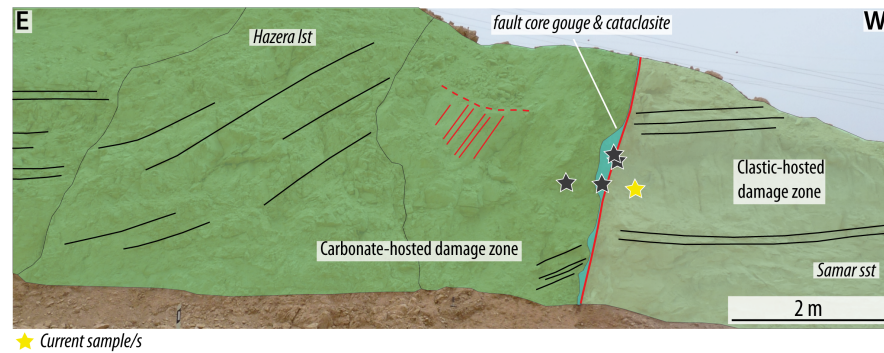 E
W
fault core gouge & cataclasite
Hazera lst
Clastic-hosted
damage zone
Carbonate-hosted damage zone
Samar sst
2 m
Current sample/s